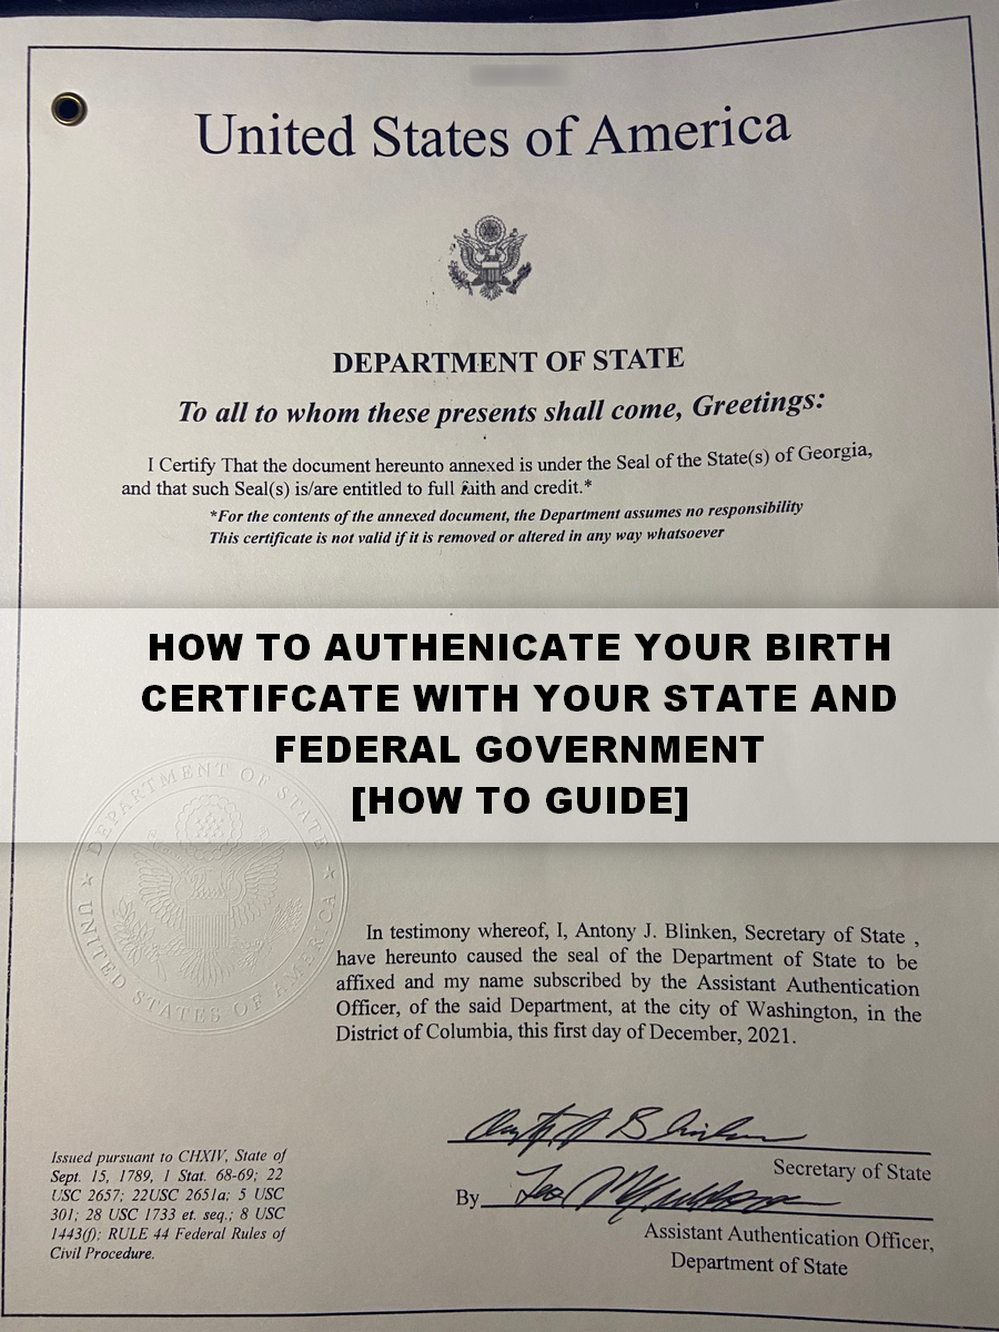 United States of America
DEPARTMENT OF STATE
To all to whom these presents shall come, Greetings:
I Certify That the document hereunto annexed is under the Seal of the State(s) of Georgia,
and that such Seal(s) is/are entitled to full faith and credit.*
*For the contents of the annexed document, the Department assumes no responsibility
This certificate is not valid if it is removed or altered in any way whatsoever
HOW TO AUTHENICATE YOUR BIRTH
CERTIFCATE WITH YOUR STATE AND
FEDERAL GOVERNMENT
[HOW TO GUIDE]
DEPARTMENT OF STATE
UNITED STATES OF AMERICA
In testimony whereof, I, Antony J. Blinken, Secretary of State ,
have hereunto caused the seal of the Department of State to be
affixed and my name subscribed by the Assistant Authentication
Officer, of the said Department, at the city of Washington, in the
District of Columbia, this first day of December, 2021.
Issued pursuant to CHXIV, State of
Sept. 15, 1789, 1 Stat. 68-69; 22
USC 2657; 22USC 2651a; 5 USC
301; 28 USC 1733 et. seq.; 8 USC
1443(f); RULE 44 Federal Rules of
Civil Procedure.
Secretary of State
By
Assistant Authentication Officer,
Department of State